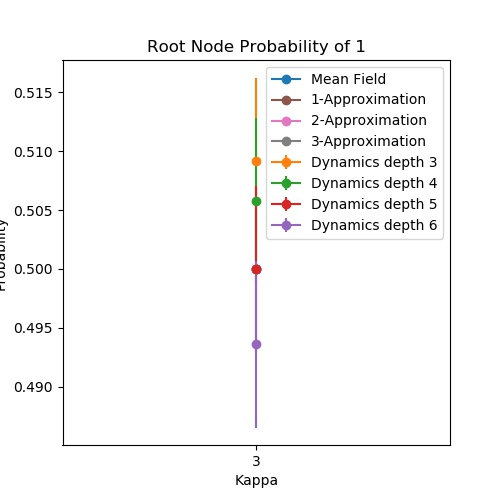 Root Node Probability of 1
Mean Field
1-Approximation
2-Approximation
3-Approximation
Dynamics depth 3
Dynamics depth 4
Dynamics depth 5
Dynamics depth 6
0.515
0.510
0.505
0.500
0.495
0.490
Probability
3
Kappa